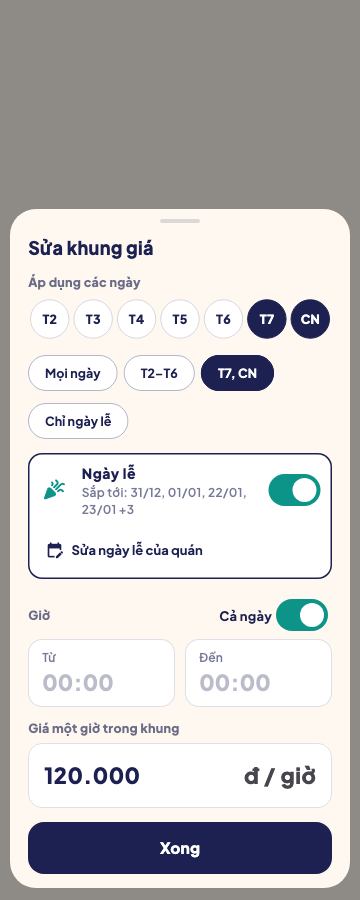 Sửa khung giá
Áp dụng các ngày
T2 T3 T4 T5 T6 T7 CN
Mọi ngày T2–T6 T7, CN
Chỉ ngày lễ
Ngày lễ
Sắp tới: 31/12, 01/01, 22/01,
23/01 +3
Sửa ngày lễ của quán
Giờ Cả ngày
Từ Đến
00:00 00:00
Giá một giờ trong khung
120.000 đ / giờ
Xong